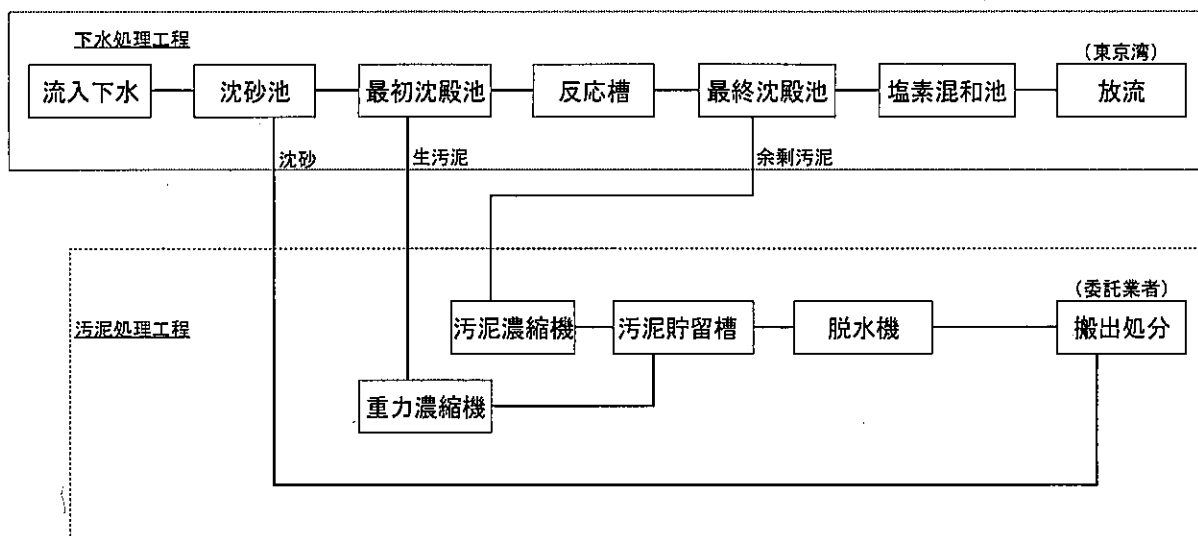 下水処理工程
(東京湾)
流入下水
沈砂池
最初沈殿池
反応槽
最終沈殿池
塩素混和池
放流
沈砂
生汚泥
余剰汚泥
汚泥処理工程
(委託業者)
汚泥濃縮機
汚泥貯留槽
脱水機
搬出処分
重力濃縮機